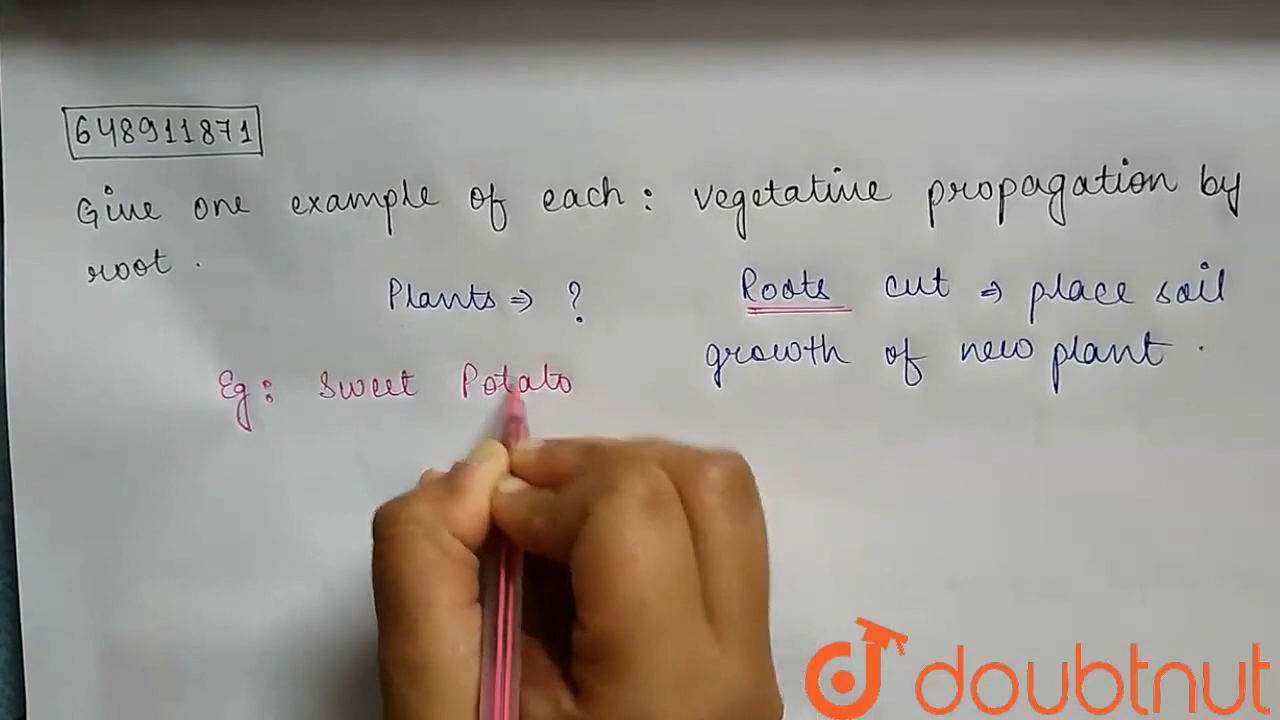 648911871
Give one example of each : vegetative propagation by
root .
Plants ⇒ ?
Roots cut ⇒ place soil
growth of new plant .
Eg : Sweet Potato
doubtnut